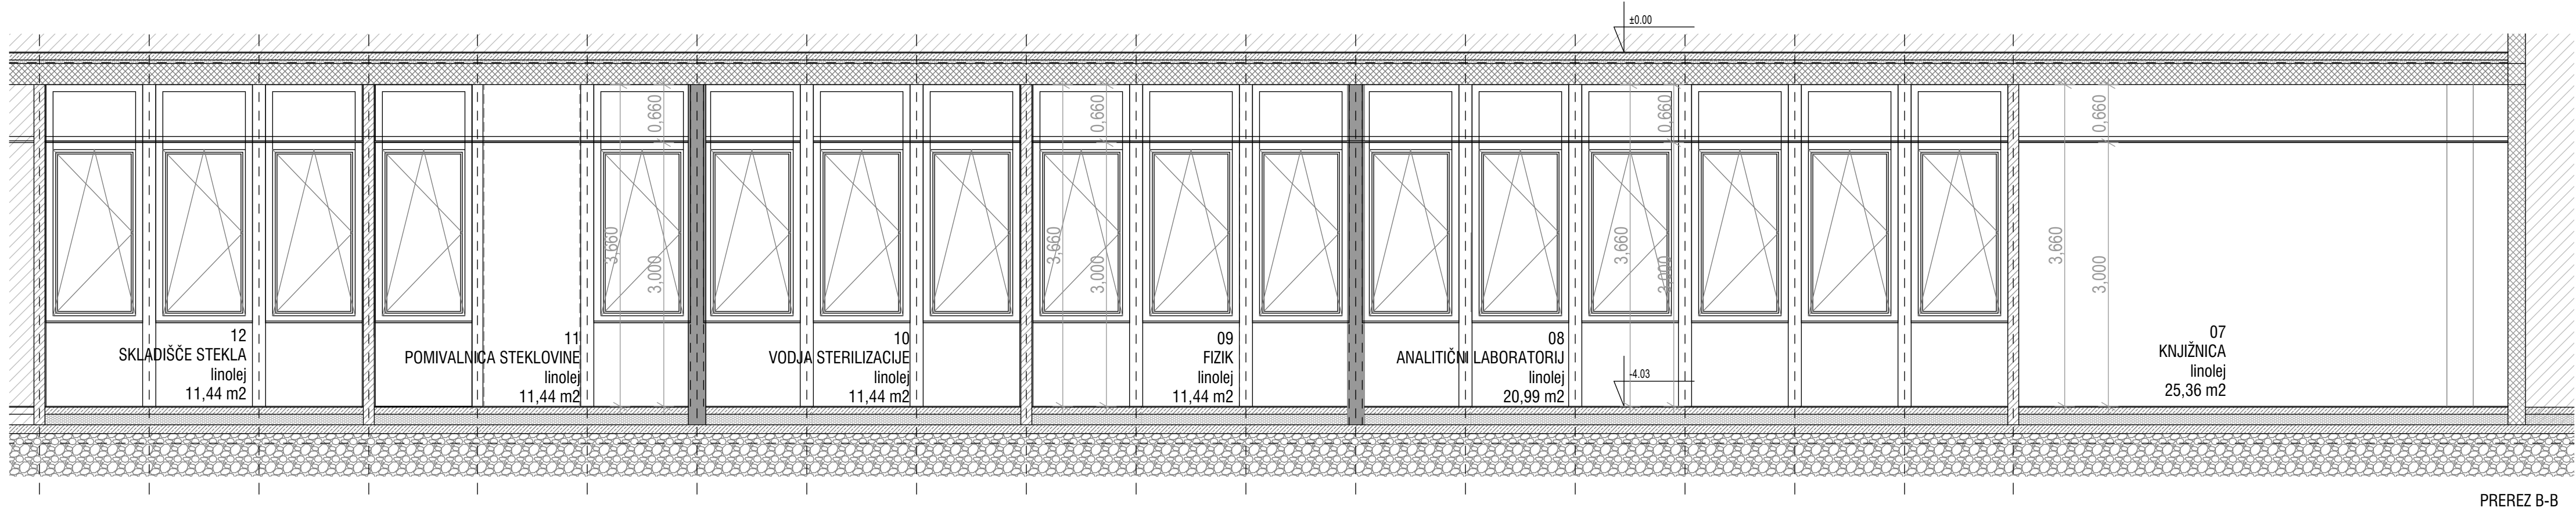 ±0.00
0,660
0,660
0,660
0,660
3,660
3,000
3,660
3,000
3,660
3,000
3,660
3,000
12
SKLADIŠČE STEKLA
linolej
11,44 m2
11
POMIVALNICA STEKLOVINE
linolej
11,44 m2
10
VODJA STERILIZACIJE
linolej
11,44 m2
09
FIZIK
linolej
11,44 m2
08
ANALITIČNI LABORATORIJ
linolej
20,99 m2
-4.03
07
KNJIŽNICA
linolej
25,36 m2
PREREZ B-B